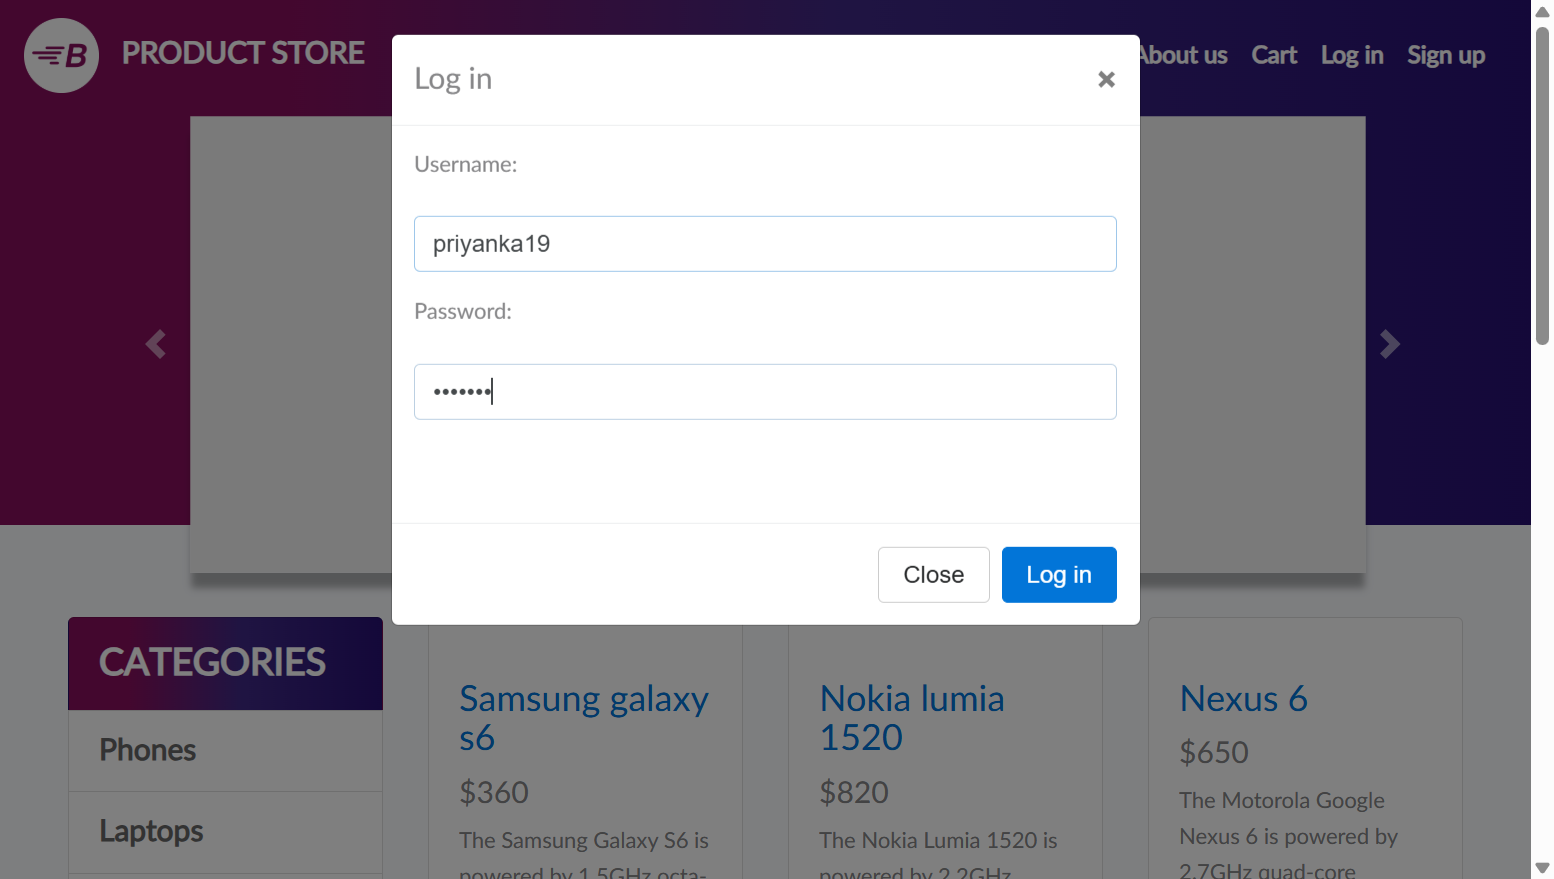 B PRODUCT STORE
About us Cart Log in Sign up
Log in
×
Username:
priyanka19
Password:
•••••••
Close Log in
CATEGORIES
Phones
Laptops
Samsung galaxy
s6
$360
The Samsung Galaxy S6 is
powered by 1.5GHz octa-
Nokia lumia
1520
$820
The Nokia Lumia 1520 is
powered by 2.2GHz
Nexus 6
$650
The Motorola Google
Nexus 6 is powered by
2.7GHz quad-core